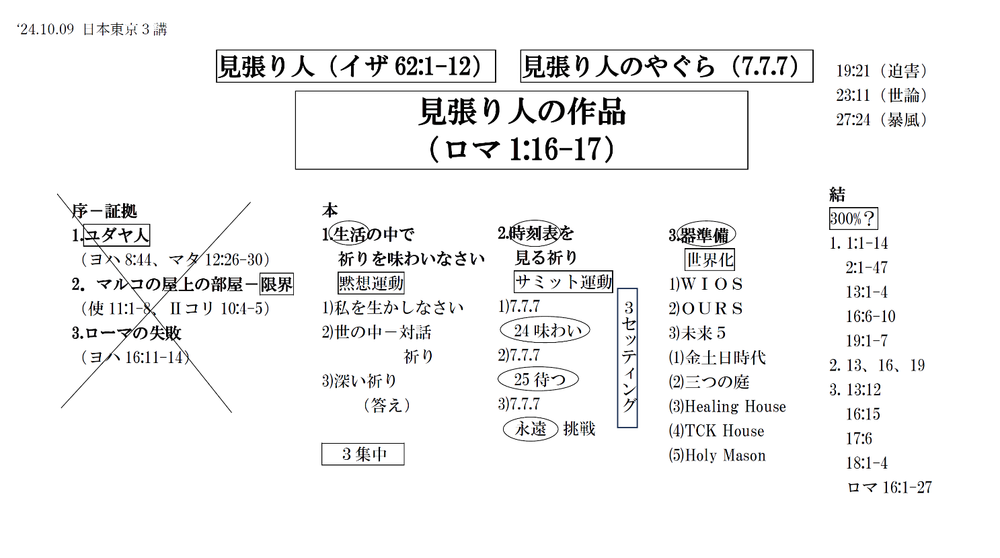 ‘24.10.09 日本東京３講
見張り人（イザ 62:1-12）
見張り人のやぐら（7.7.7）
見張り人の作品
（ロマ 1:16-17）
19:21（迫害）
23:11（世論）
27:24（暴風）
序－証拠
1.ユダヤ人
（ヨハ 8:44、マタ 12:26-30）
2．マルコの屋上の部屋－限界
（使 11:1-8、Ⅱコリ 10:4-5）
3.ローマの失敗
（ヨハ 16:11-14）
本
1.生活の中で
祈りを味わいなさい
黙想運動
1)私を生かしなさい
2)世の中－対話
祈り
3)深い祈り
（答え）
３集中
2.時刻表を
見る祈り
サミット運動
1)7.7.7
24 味わい
2)7.7.7
25 待つ
3)7.7.7
永遠 挑戦
３セッティング
3.器準備
世界化
1)ＷＩＯＳ
2)ＯＵＲＳ
3)未来５
(1)金土日時代
(2)三つの庭
(3)Healing House
(4)TCK House
(5)Holy Mason
結
300%？
1. 1:1-14
2:1-47
13:1-4
16:6-10
19:1-7
2. 13、16、19
3. 13:12
16:15
17:6
18:1-4
ロマ 16:1-27